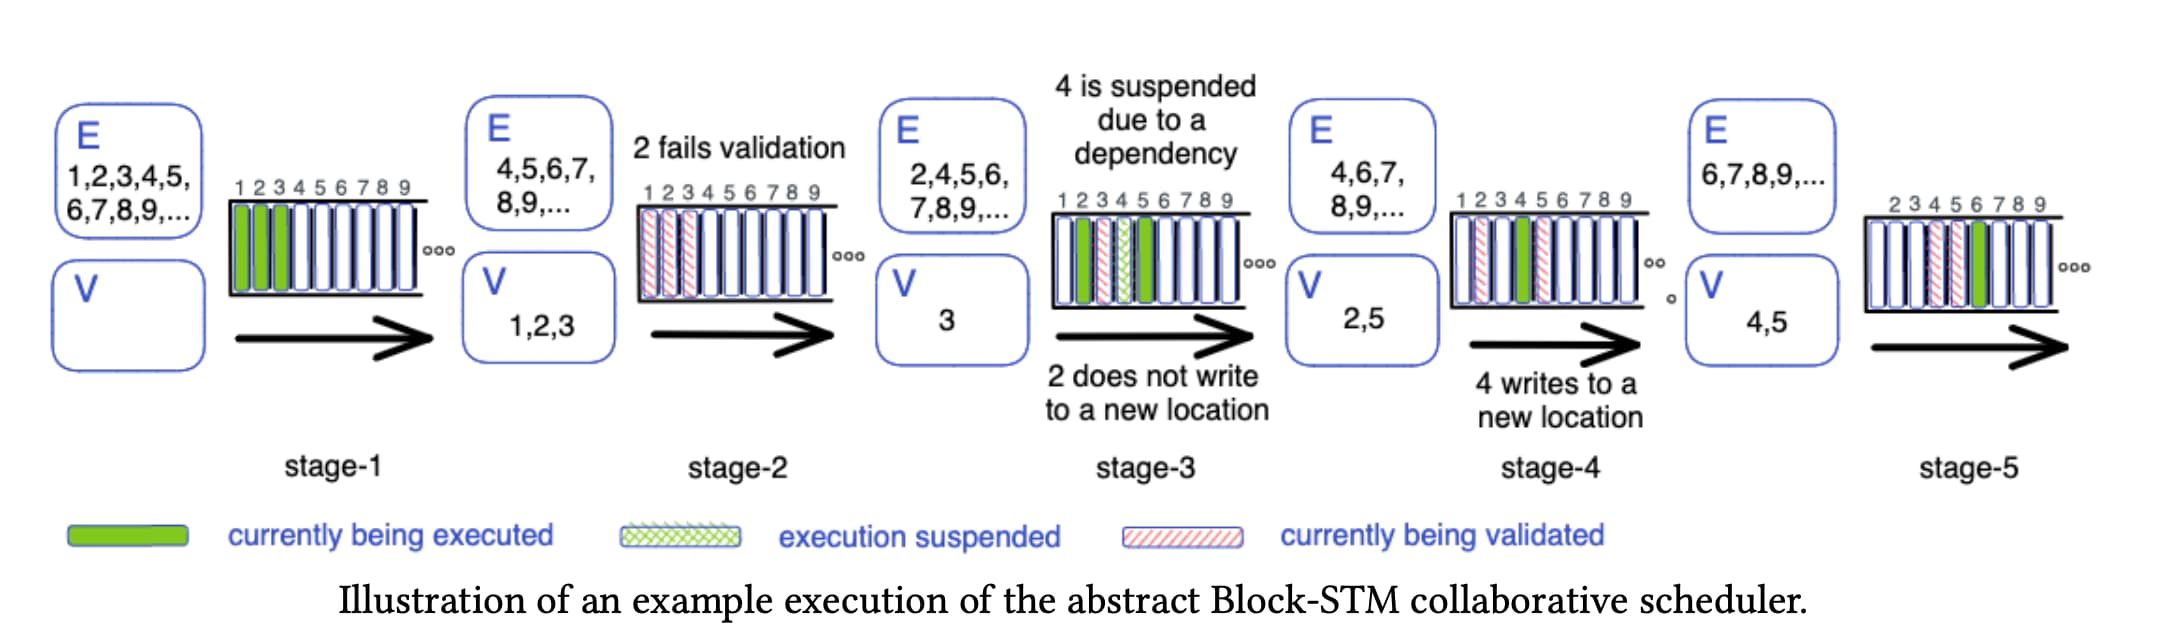 E
1,2,3,4,5,
6,7,8,9,...
V
1 2 3 4 5 6 7 8 9
stage-1
E
4,5,6,7,
8,9,...
V
1,2,3
2 fails validation
1 2 3 4 5 6 7 8 9
stage-2
E
2,4,5,6,
7,8,9,...
V
3
4 is suspended
due to a
dependency
1 2 3 4 5 6 7 8 9
2 does not write
to a new location
stage-3
E
4,6,7,
8,9,...
V
2,5
1 2 3 4 5 6 7 8 9
4 writes to a
new location
stage-4
E
6,7,8,9,...
V
4,5
2 3 4 5 6 7 8 9
stage-5
currently being executed
execution suspended
currently being validated
Illustration of an example execution of the abstract Block-STM collaborative scheduler.